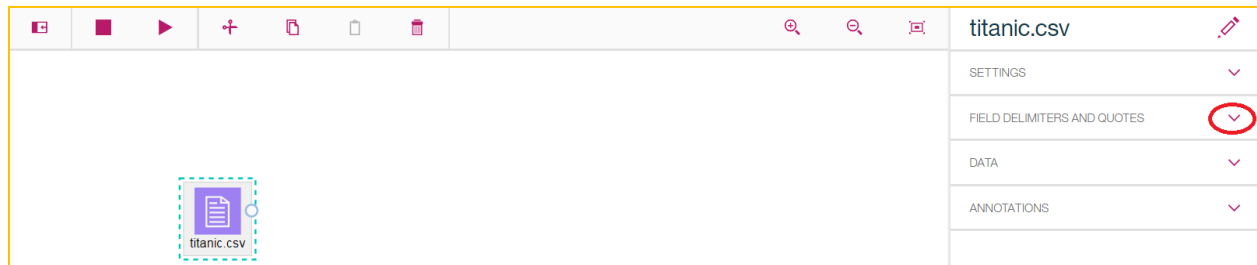 titanic.csv
SETTINGS
FIELD DELIMITERS AND QUOTES
DATA
ANNOTATIONS
titanic.csv